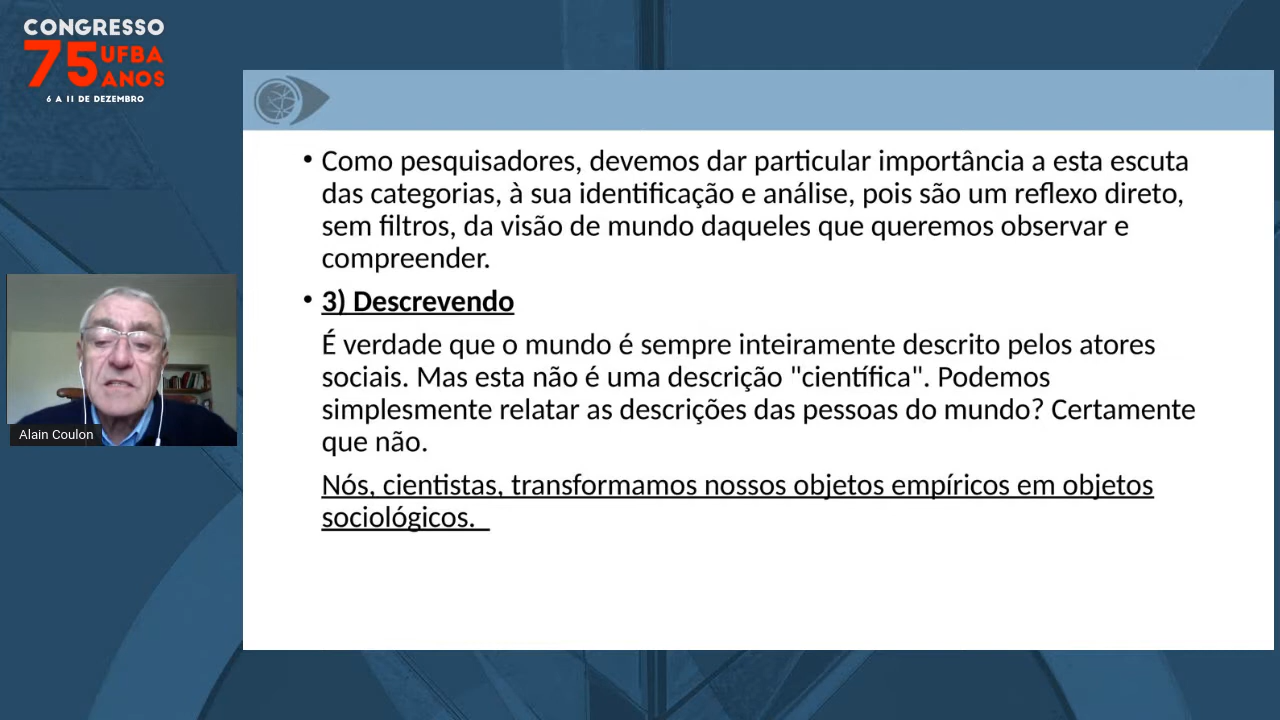 CONGRESSO
75 UFBA
ANOS
6 A 11 DE DEZEMBRO
• Como pesquisadores, devemos dar particular importância a esta escuta
das categorias, à sua identificação e análise, pois são um reflexo direto,
sem filtros, da visão de mundo daqueles que queremos observar e
compreender.
• 3) Descrevendo
É verdade que o mundo é sempre inteiramente descrito pelos atores
sociais. Mas esta não é uma descrição "científica". Podemos
simplesmente relatar as descrições das pessoas do mundo? Certamente
que não.
Nós, cientistas, transformamos nossos objetos empíricos em objetos
sociológicos.
Alain Coulon